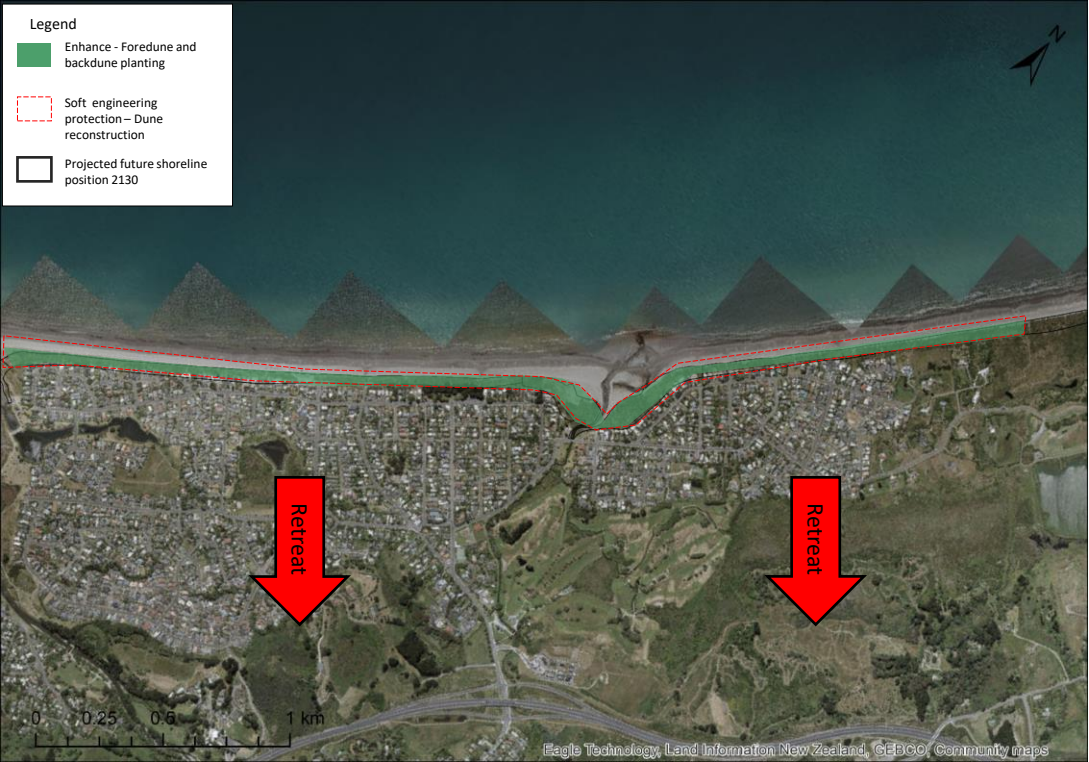 Legend
Enhance - Foredune and
backdune planting
Soft engineering
protection – Dune
reconstruction
Projected future shoreline
position 2130
N
Retreat
Retreat
0 0.25 0.5 1 km
Eagle Technology, Land Information New Zealand, GEBCO, Community maps